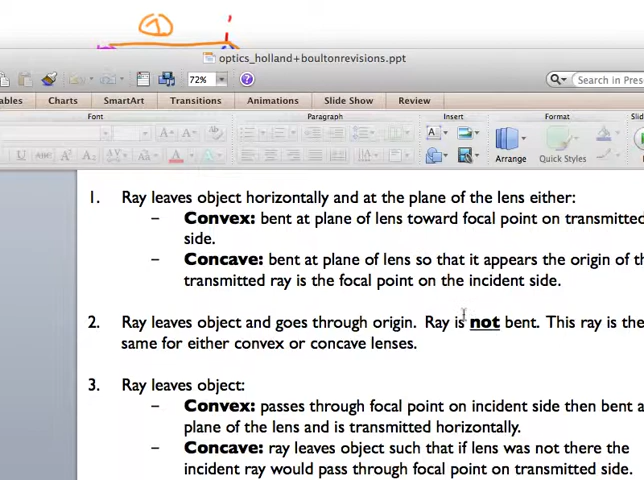 1
optics_holland+boultonrevisions.ppt
72%
Search in Pres
ables Charts SmartArt Transitions Animations Slide Show Review
Font Paragraph Insert Format Slid
U ABC A² A₂ AV Aa A
Arrange Quick Styles
1. Ray leaves object horizontally and at the plane of the lens either:
– Convex: bent at plane of lens toward focal point on transmitted
side.
– Concave: bent at plane of lens so that it appears the origin of th
transmitted ray is the focal point on the incident side.
2. Ray leaves object and goes through origin. Ray is not bent. This ray is the
same for either convex or concave lenses.
3. Ray leaves object:
– Convex: passes through focal point on incident side then bent a
plane of the lens and is transmitted horizontally.
– Concave: ray leaves object such that if lens was not there the
incident ray would pass through focal point on transmitted side.